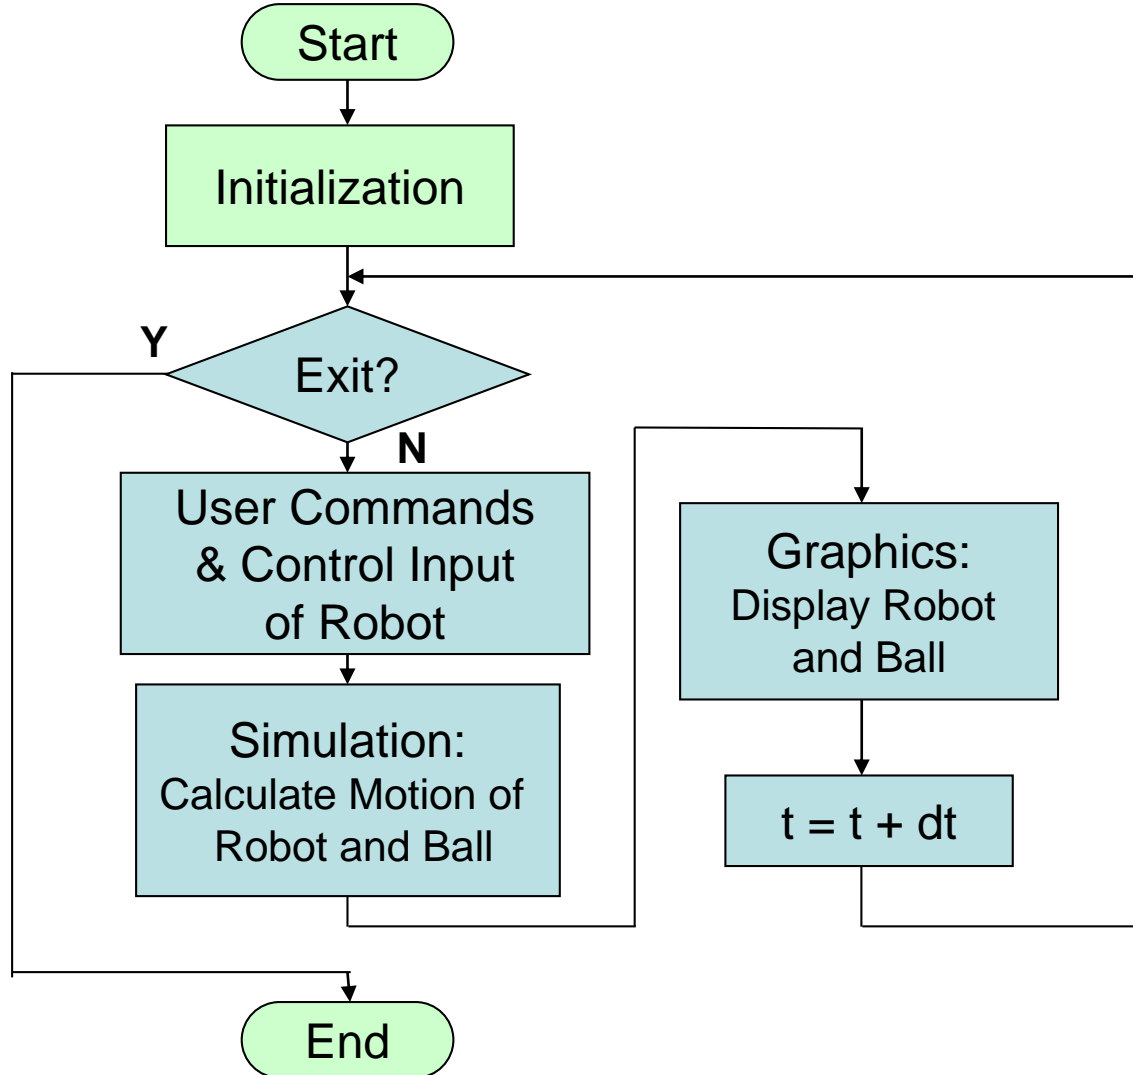 Start
Initialization
Y
Exit?
N
User Commands
& Control Input
of Robot
Simulation:
Calculate Motion of
Robot and Ball
Graphics:
Display Robot
and Ball
t = t + dt
End